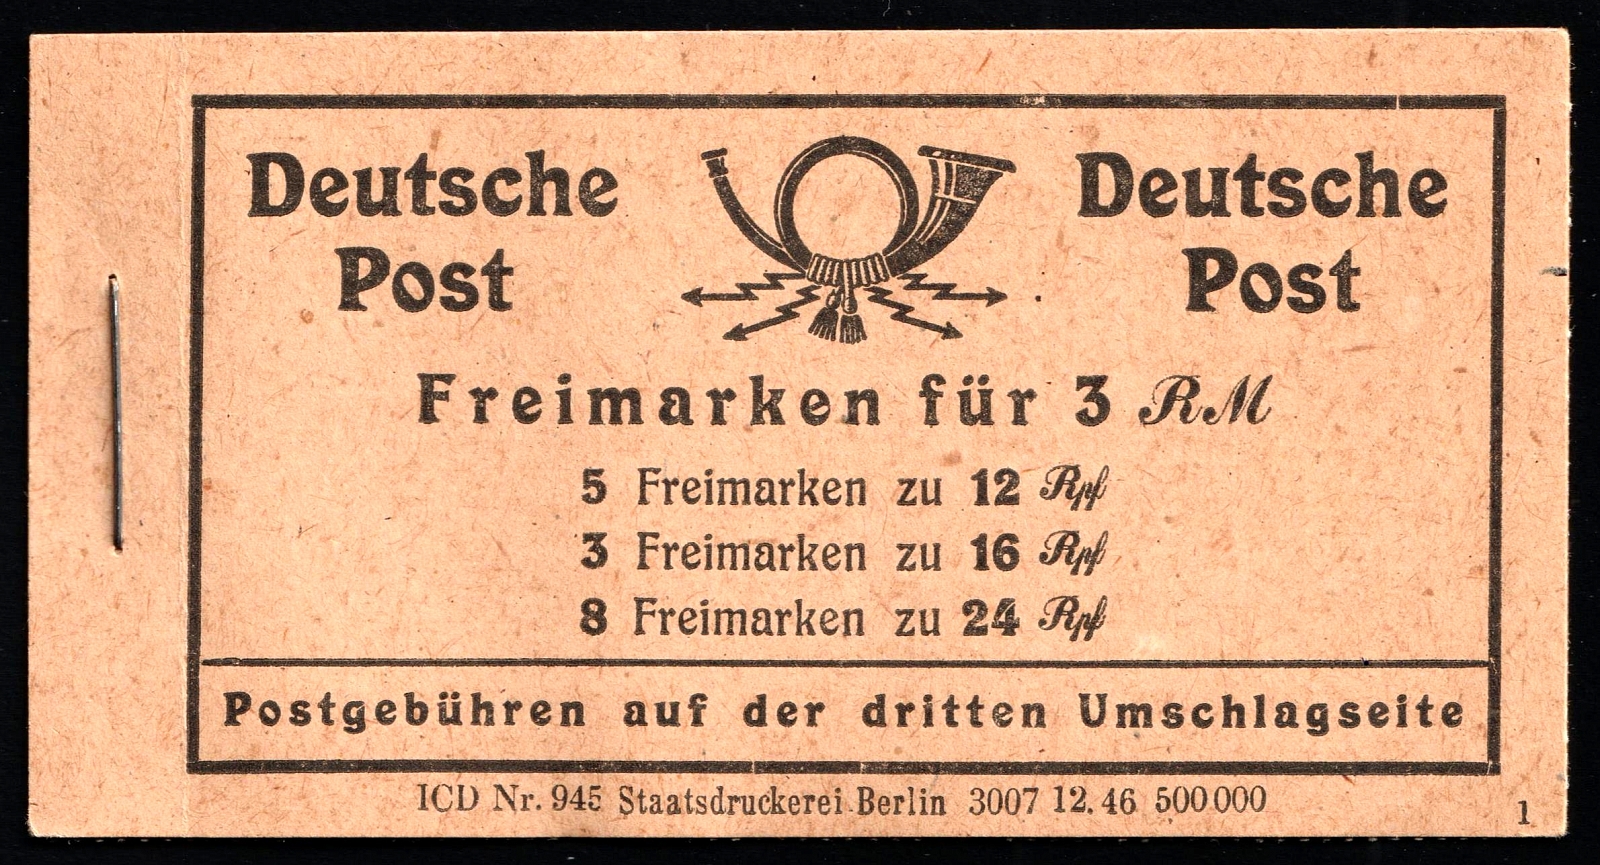 Deutsche Post
Deutsche Post
Freimarken für 3 RM
5 Freimarken zu 12 Rpf
3 Freimarken zu 16 Rpf
8 Freimarken zu 24 Rpf
Postgebühren auf der dritten Umschlagseite
ICD Nr. 945 Staatsdruckerei Berlin 3007 12.46 500000
1